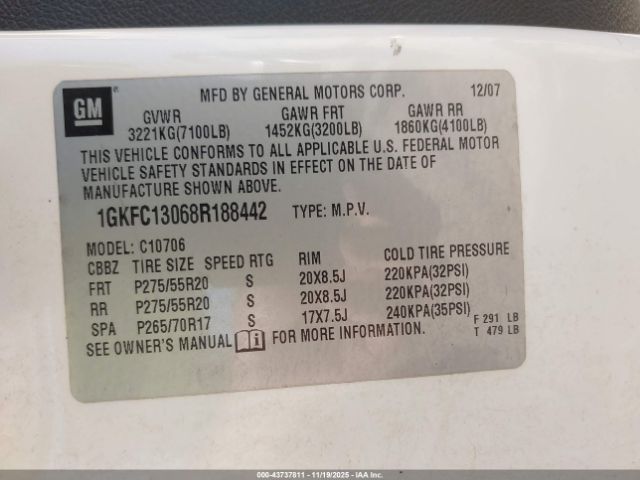 GM
MFD BY GENERAL MOTORS CORP. 12/07
GVWR GAWR FRT GAWR RR
3221KG(7100LB) 1452KG(3200LB) 1860KG(4100LB)
THIS VEHICLE CONFORMS TO ALL APPLICABLE U.S. FEDERAL MOTOR
VEHICLE SAFETY STANDARDS IN EFFECT ON THE DATE OF
MANUFACTURE SHOWN ABOVE.
1GKFC13068R188442 TYPE: M.P.V.
MODEL: C10706
CBBZ TIRE SIZE SPEED RTG RIM COLD TIRE PRESSURE
FRT P275/55R20 S 20X8.5J 220KPA(32PSI)
RR P275/55R20 S 20X8.5J 220KPA(32PSI)
SPA P265/70R17 S 17X7.5J 240KPA(35PSI) F 291 LB
SEE OWNER'S MANUAL i FOR MORE INFORMATION. T 479 LB
000-43737811 - 11/19/2025 - IAAI, Inc.